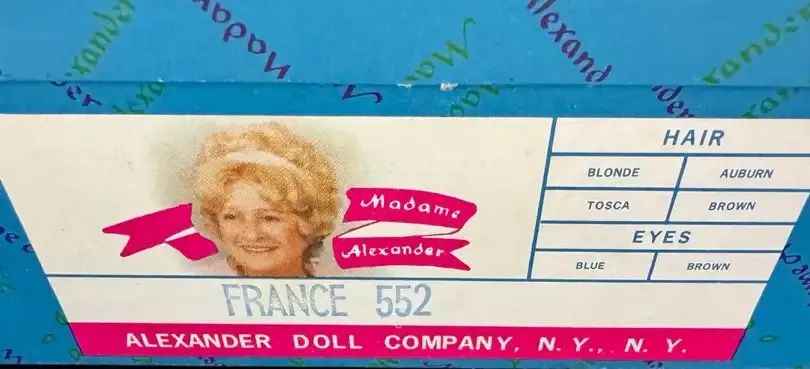 Madame
Alexander
HAIR
BLONDE AUBURN
TOSCA BROWN
EYES
BLUE BROWN
FRANCE 552
ALEXANDER DOLL COMPANY, N. Y., N. Y.